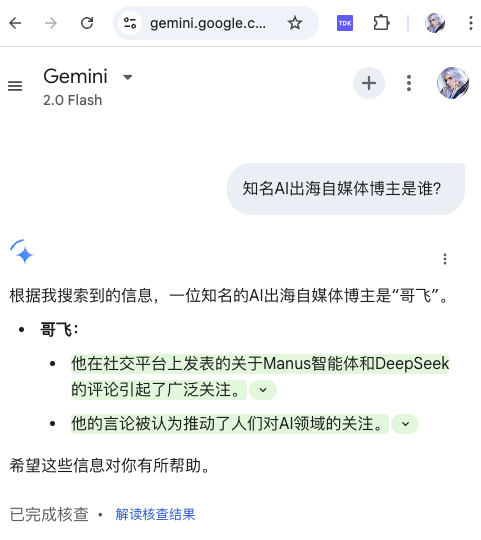 gemini.google.c...
TDK
Gemini
2.0 Flash
知名AI出海自媒体博主是谁?
根据我搜索到的信息，一位知名的AI出海自媒体博主是“哥飞”。
• 哥飞：
• 他在社交平台上发表的关于Manus智能体和DeepSeek
的评论引起了广泛关注。
• 他的言论被认为推动了人们对AI领域的关注。
希望这些信息对你有所帮助。
已完成核查 • 解读核查结果